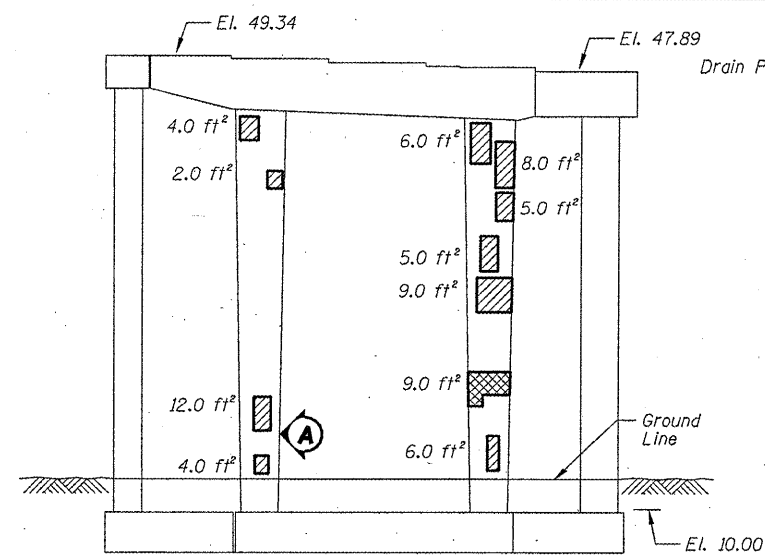 El. 49.34
El. 47.89
Drain P
4.0 ft²
6.0 ft²
8.0 ft²
2.0 ft²
5.0 ft²
5.0 ft²
9.0 ft²
9.0 ft²
12.0 ft²
A
Ground
Line
6.0 ft²
4.0 ft²
El. 10.00